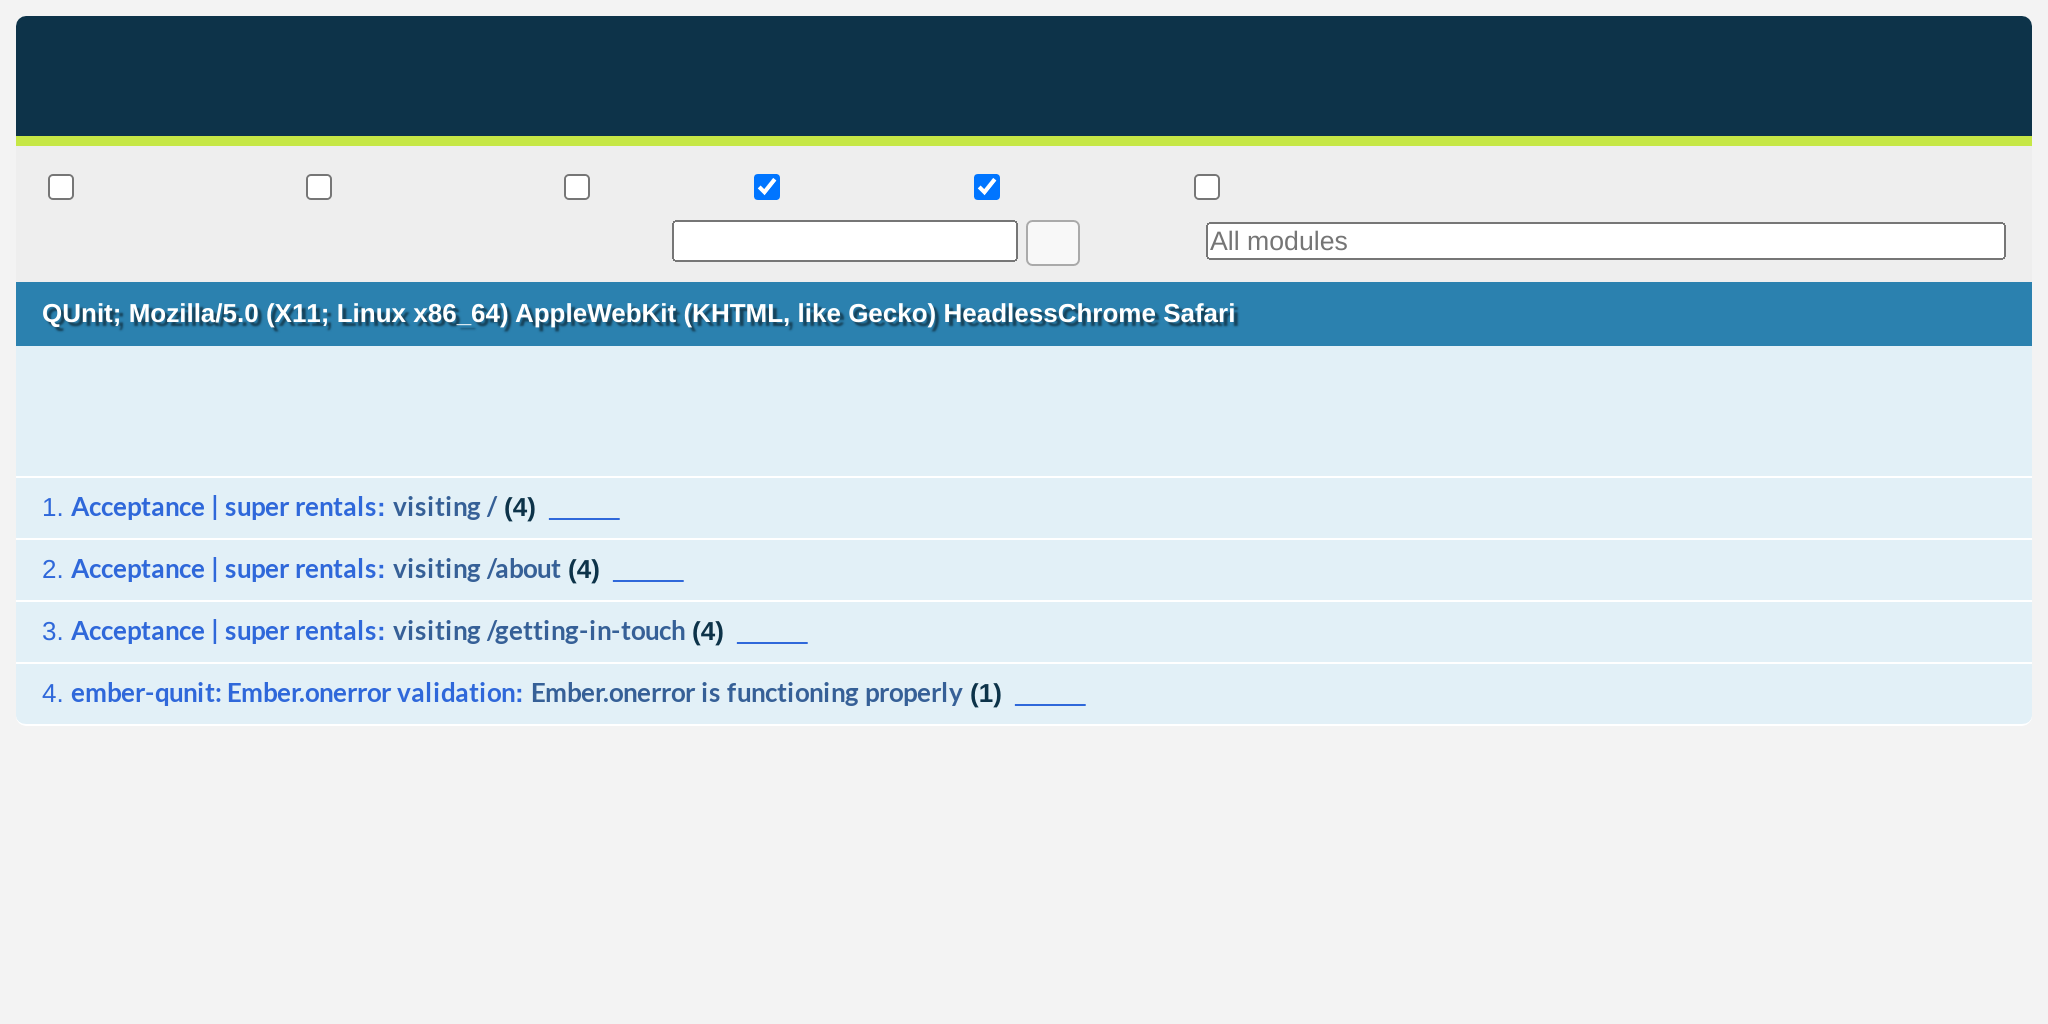 All modules
QUnit; Mozilla/5.0 (X11; Linux x86_64) AppleWebKit (KHTML, like Gecko) HeadlessChrome Safari
1. Acceptance | super rentals: visiting / (4)
2. Acceptance | super rentals: visiting /about (4)
3. Acceptance | super rentals: visiting /getting-in-touch (4)
4. ember-qunit: Ember.onerror validation: Ember.onerror is functioning properly (1)